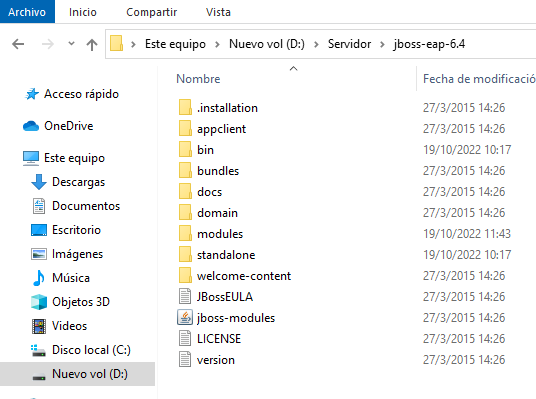 Archivo Inicio Compartir Vista
Este equipo Nuevo vol (D:) Servidor jboss-eap-6.4
Nombre Fecha de modificació
Acceso rápido
OneDrive
Este equipo
Descargas
Documentos
Escritorio
Imágenes
Música
Objetos 3D
Videos
Disco local (C:)
Nuevo vol (D:)
.installation 27/3/2015 14:26
appclient 27/3/2015 14:26
bin 19/10/2022 10:17
bundles 27/3/2015 14:26
docs 27/3/2015 14:26
domain 27/3/2015 14:26
modules 19/10/2022 11:43
standalone 19/10/2022 10:17
welcome-content 27/3/2015 14:26
JBossEULA 27/3/2015 14:26
jboss-modules 27/3/2015 14:26
LICENSE 27/3/2015 14:26
version 27/3/2015 14:26